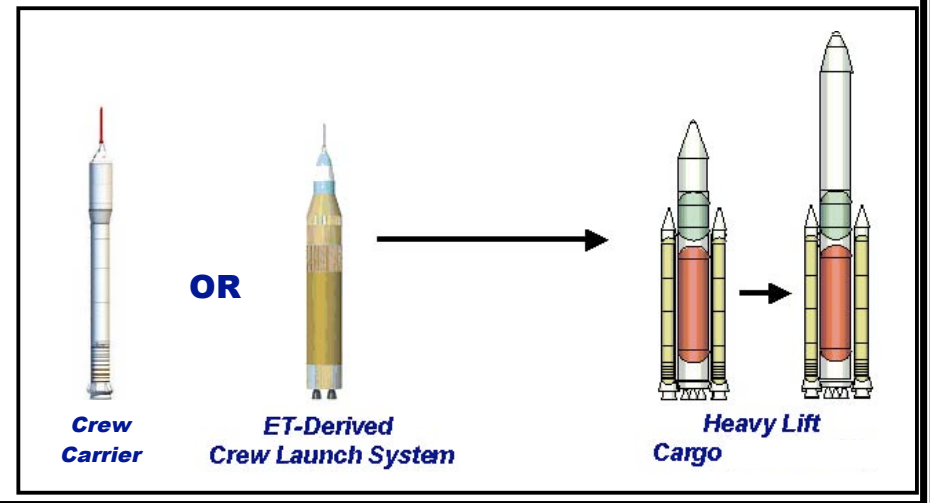 OR
Crew
Carrier
ET-Derived
Crew Launch System
Heavy Lift
Cargo